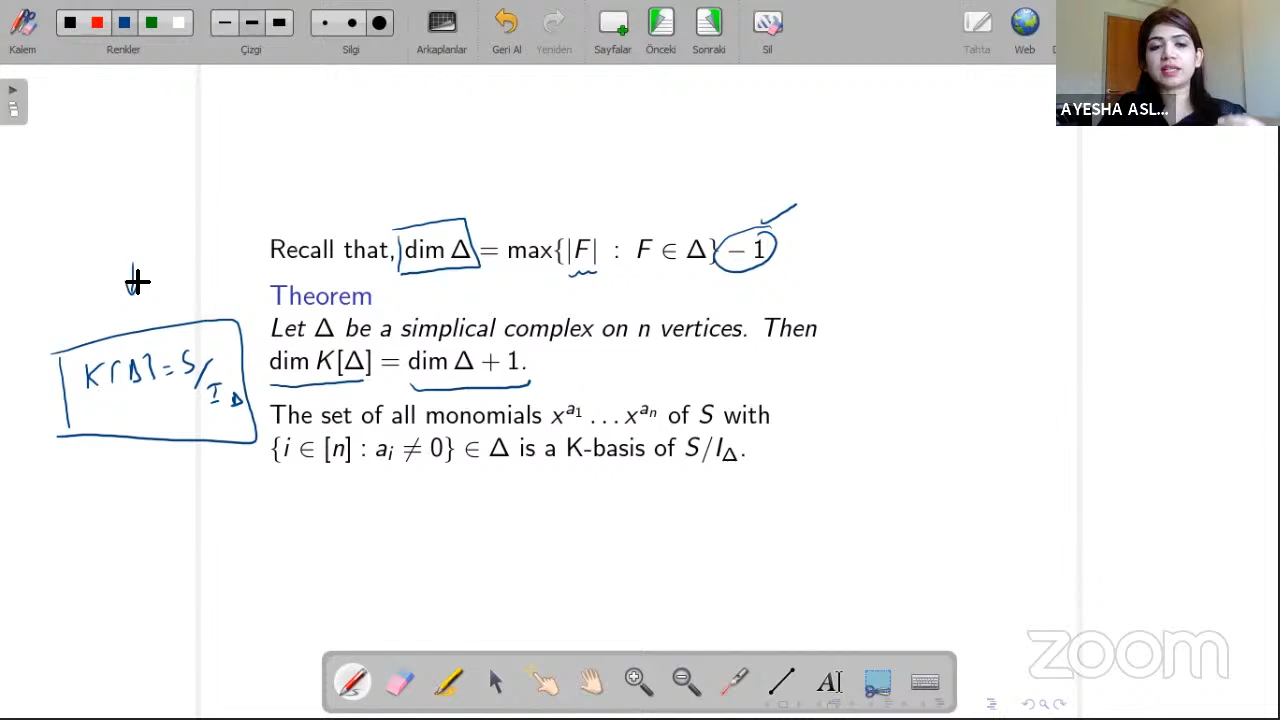 Kalem Renkler Çizgi Silgi Arkaplanlar Geri Al Yeniden Sayfalar Önceki Sonraki Sil Tahta Web
AYESHA ASL...
Recall that, dim Δ = max{|F| : F ∈ Δ} − 1
Theorem
Let Δ be a simplical complex on n vertices. Then
dim K[Δ] = dim Δ + 1.
K[Δ] = S/I_Δ
The set of all monomials x^{a_1} … x^{a_n} of S with
{i ∈ [n] : a_i ≠ 0} ∈ Δ is a K-basis of S/I_Δ.
zoom